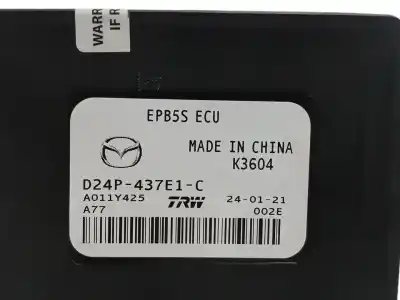 WARR
IF R
EPB5S ECU
MADE IN CHINA
K3604
D24P-437E1-C
A011Y425
TRW
24-01-21
A77
002E